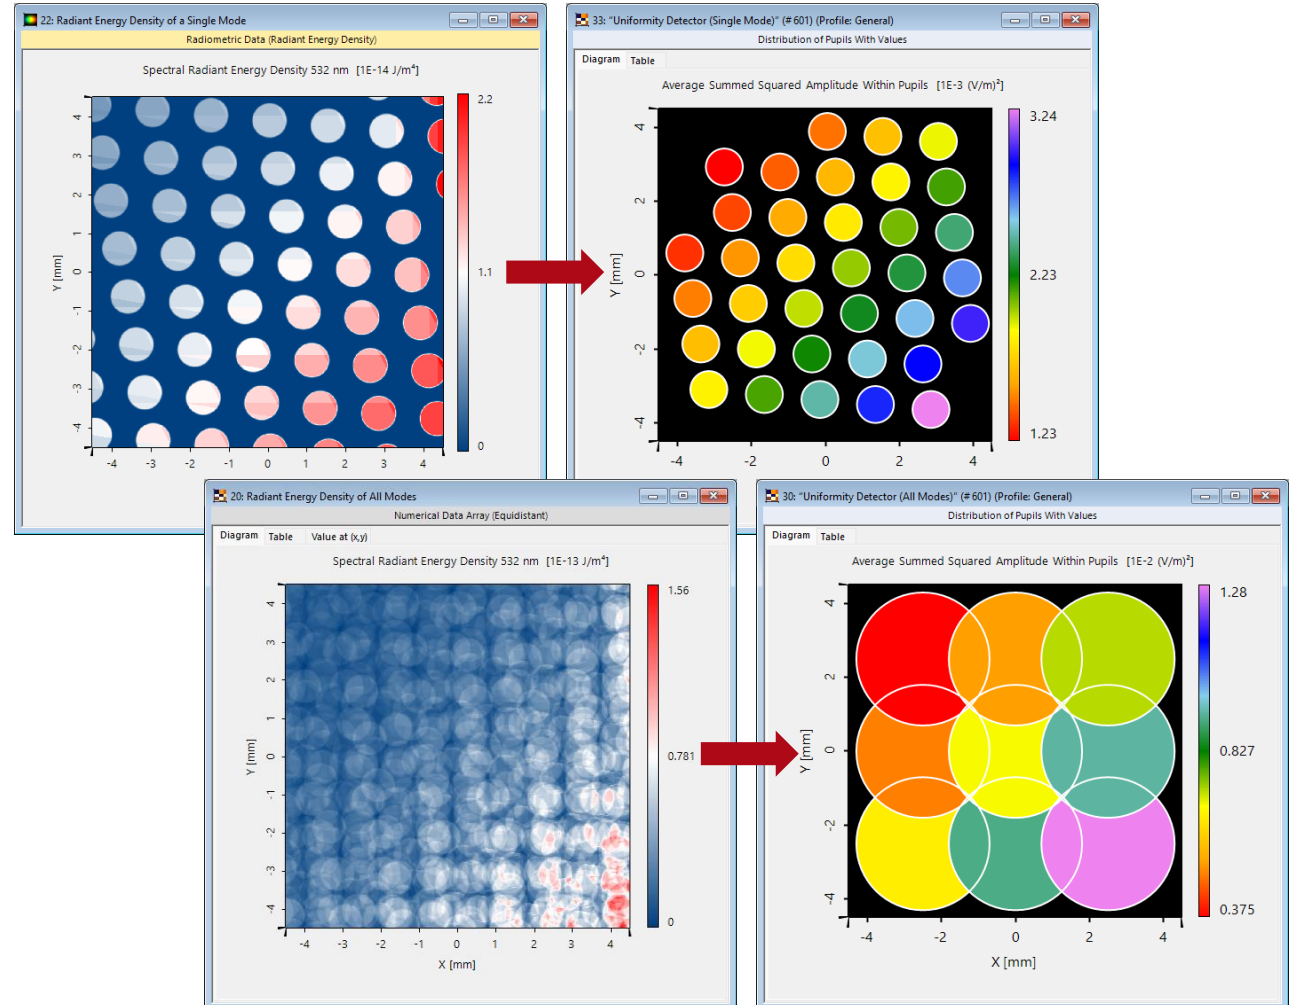 22: Radiant Energy Density of a Single Mode
Radiometric Data (Radiant Energy Density)
Spectral Radiant Energy Density 532 nm [1E-14 J/m⁴]
2.2
1.1
0
Y [mm]
4
3
2
1
0
-1
-2
-3
-4
-4 -3 -2 -1 0 1 2 3 4
33: "Uniformity Detector (Single Mode)" (# 601) (Profile: General)
Distribution of Pupils With Values
Diagram Table
Average Summed Squared Amplitude Within Pupils [1E-3 (V/m)²]
3.24
2.23
1.23
Y [mm]
4
2
0
-2
-4
-4 -2 0 2 4
20: Radiant Energy Density of All Modes
Numerical Data Array (Equidistant)
Diagram Table Value at (x,y)
Spectral Radiant Energy Density 532 nm [1E-13 J/m⁴]
1.56
0.781
0
Y [mm]
4
3
2
1
0
-1
-2
-3
-4
-4 -3 -2 -1 0 1 2 3 4
X [mm]
30: "Uniformity Detector (All Modes)" (# 601) (Profile: General)
Distribution of Pupils With Values
Diagram Table
Average Summed Squared Amplitude Within Pupils [1E-2 (V/m)²]
1.28
0.827
0.375
Y [mm]
4
2
0
-2
-4
-4 -2 0 2 4
X [mm]